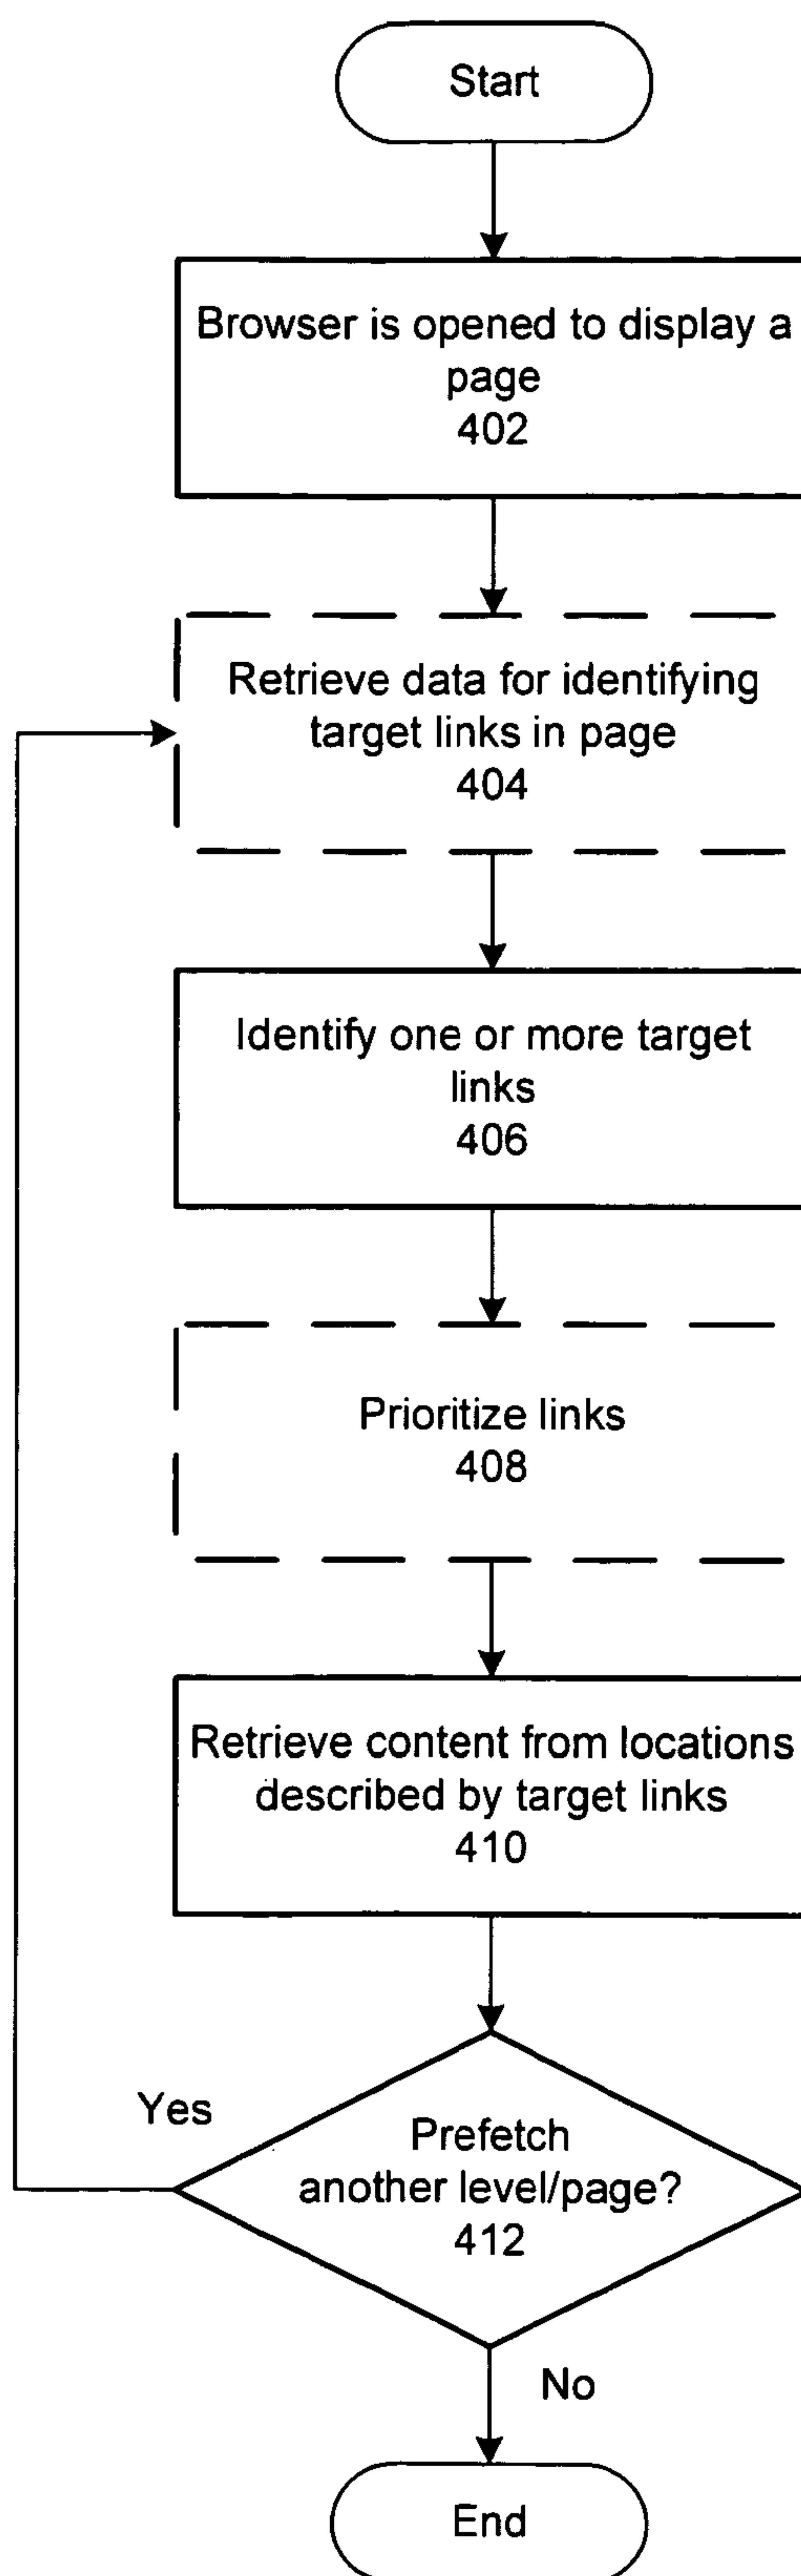 Start
Browser is opened to display a
page
402
Retrieve data for identifying
target links in page
404
Identify one or more target
links
406
Prioritize links
408
Retrieve content from locations
described by target links
410
Yes
Prefetch
another level/page?
412
No
End